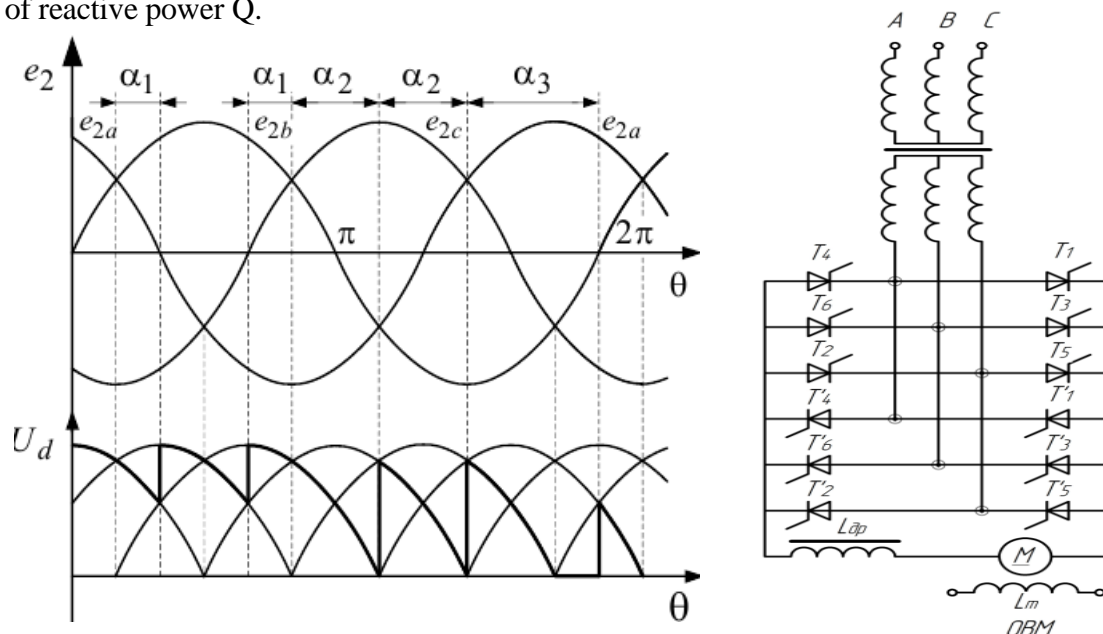 of reactive power Q.
e₂
α₁
α₁
α₂
α₂
α₃
e₂ₐ
e₂b
e₂c
e₂ₐ
π
2π
θ
U_d
θ
A B C
T4 T1
T6 T3
T2 T5
T'4 T'1
T'6 T'3
T'2 T'5
Lдр
M
Lm
ОВМ